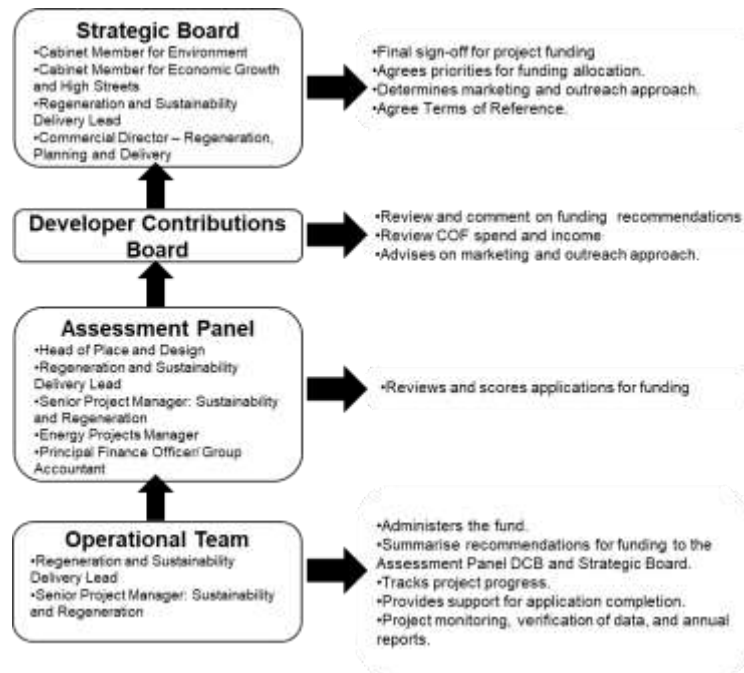 Strategic Board
•Cabinet Member for Environment
•Cabinet Member for Economic Growth
and High Streets
•Regeneration and Sustainability
Delivery Lead
•Commercial Director – Regeneration,
Planning and Delivery
•Final sign-off for project funding
•Agrees priorities for funding allocation.
•Determines marketing and outreach approach.
•Agree Terms of Reference.
Developer Contributions
Board
•Review and comment on funding recommendations
•Review COF spend and income
•Advises on marketing and outreach approach.
Assessment Panel
•Head of Place and Design
•Regeneration and Sustainability
Delivery Lead
•Senior Project Manager: Sustainability
and Regeneration
•Energy Projects Manager
•Principal Finance Officer/ Group
Accountant
•Reviews and scores applications for funding
Operational Team
•Regeneration and Sustainability
Delivery Lead
•Senior Project Manager: Sustainability
and Regeneration
•Administers the fund.
•Summarise recommendations for funding to the
Assessment Panel DCB and Strategic Board.
•Tracks project progress.
•Provides support for application completion.
•Project monitoring, verification of data, and annual
reports.